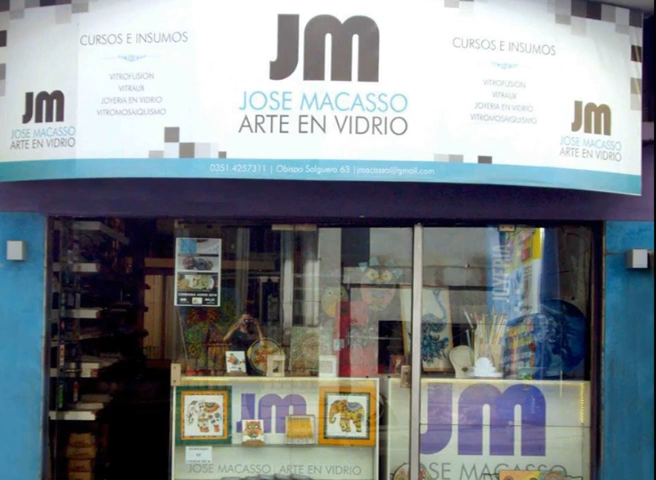 CURSOS E INSUMOS
VITROFUSION
VITRAUX
JOYERIA EN VIDRIO
VITROMOSAIQUISMO
JM
JOSE MACASSO
ARTE EN VIDRIO
JM
JOSE MACASSO
ARTE EN VIDRIO
CURSOS E INSUMOS
VITROFUSION
VITRAUX
JOYERIA EN VIDRIO
VITROMOSAIQUISMO
JM
JOSE MACASSO
ARTE EN VIDRIO
0351 4257311 | Obispo Salguero 63 | jmacasso@gmail.com
JM
JOSE MACASSO ARTE EN VIDRIO
JM
JOSE MACASSO